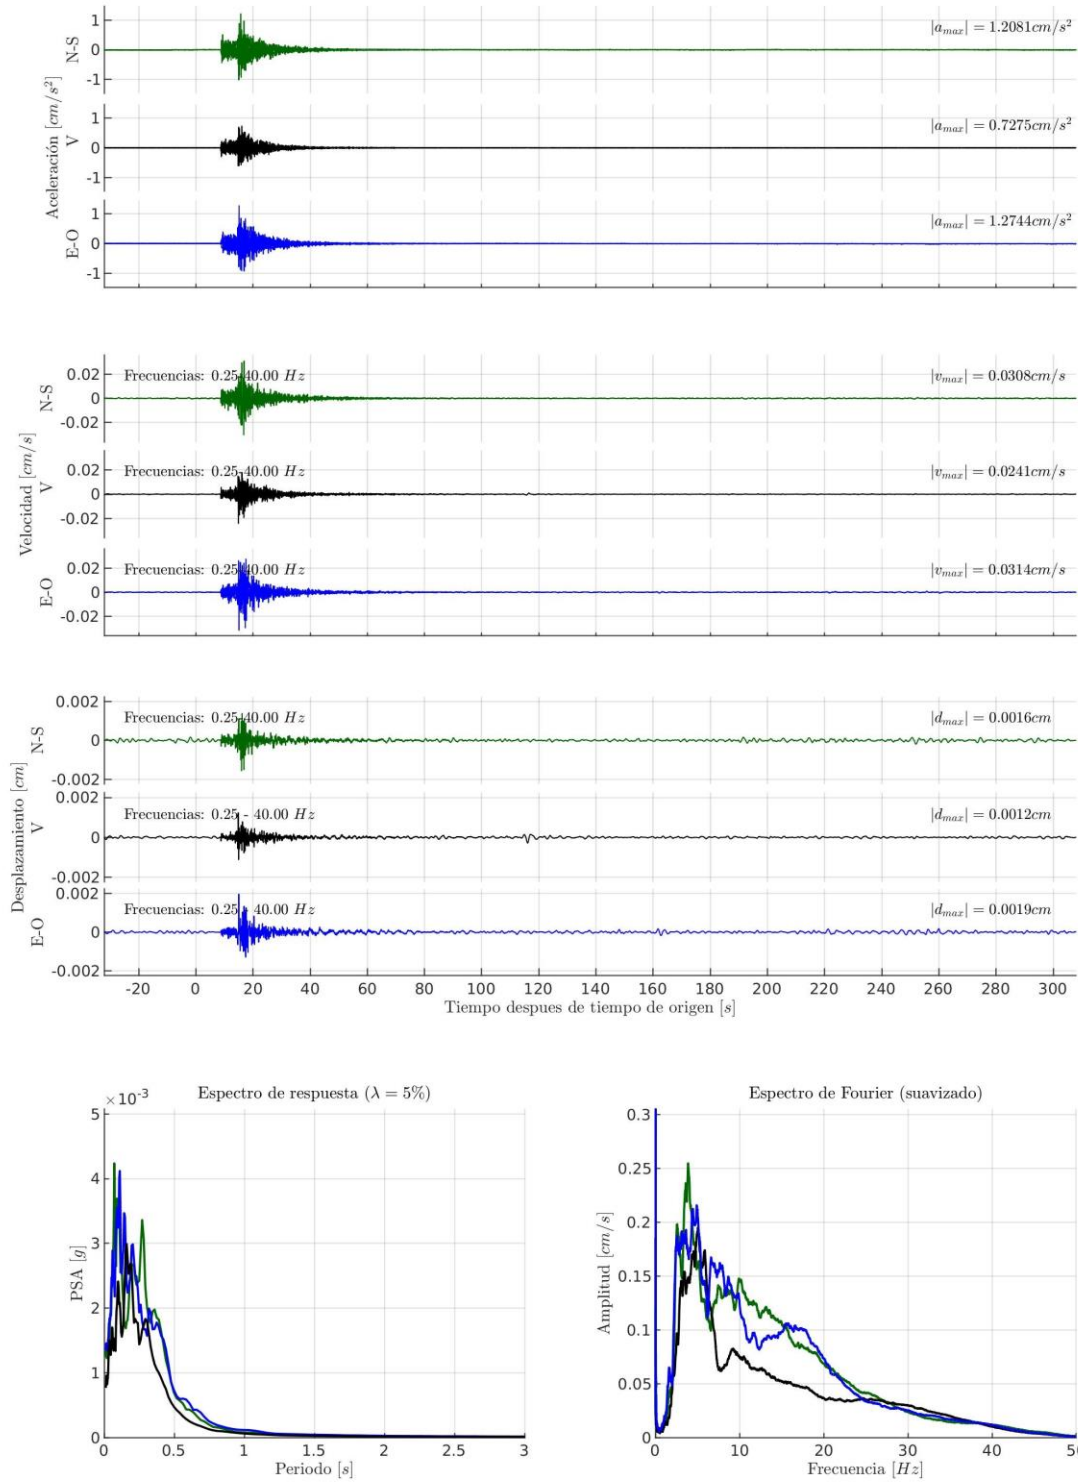 1
0
-1
N-S
|a_max| = 1.2081cm/s²
Aceleración [cm/s²]
1
0
-1
V
|a_max| = 0.7275cm/s²
1
0
-1
E-O
|a_max| = 1.2744cm/s²
0.02
0
-0.02
N-S
Frecuencias: 0.25-40.00 Hz
|v_max| = 0.0308cm/s
Velocidad [cm/s]
0.02
0
-0.02
V
Frecuencias: 0.25-40.00 Hz
|v_max| = 0.0241cm/s
0.02
0
-0.02
E-O
Frecuencias: 0.25-40.00 Hz
|v_max| = 0.0314cm/s
0.002
0
-0.002
N-S
Frecuencias: 0.25-40.00 Hz
|d_max| = 0.0016cm
Desplazamiento [cm]
0.002
0
-0.002
V
Frecuencias: 0.25 - 40.00 Hz
|d_max| = 0.0012cm
0.002
0
-0.002
E-O
Frecuencias: 0.25 - 40.00 Hz
|d_max| = 0.0019cm
-20 0 20 40 60 80 100 120 140 160 180 200 220 240 260 280 300
Tiempo despues de tiempo de origen [s]
Espectro de respuesta (λ = 5%)
×10⁻³
5
4
3
2
1
0
PSA [g]
0 0.5 1 1.5 2 2.5 3
Periodo [s]
Espectro de Fourier (suavizado)
0.3
0.25
0.2
0.15
0.1
0.05
0
Amplitud [cm/s]
0 10 20 30 40
Frecuencia [Hz]